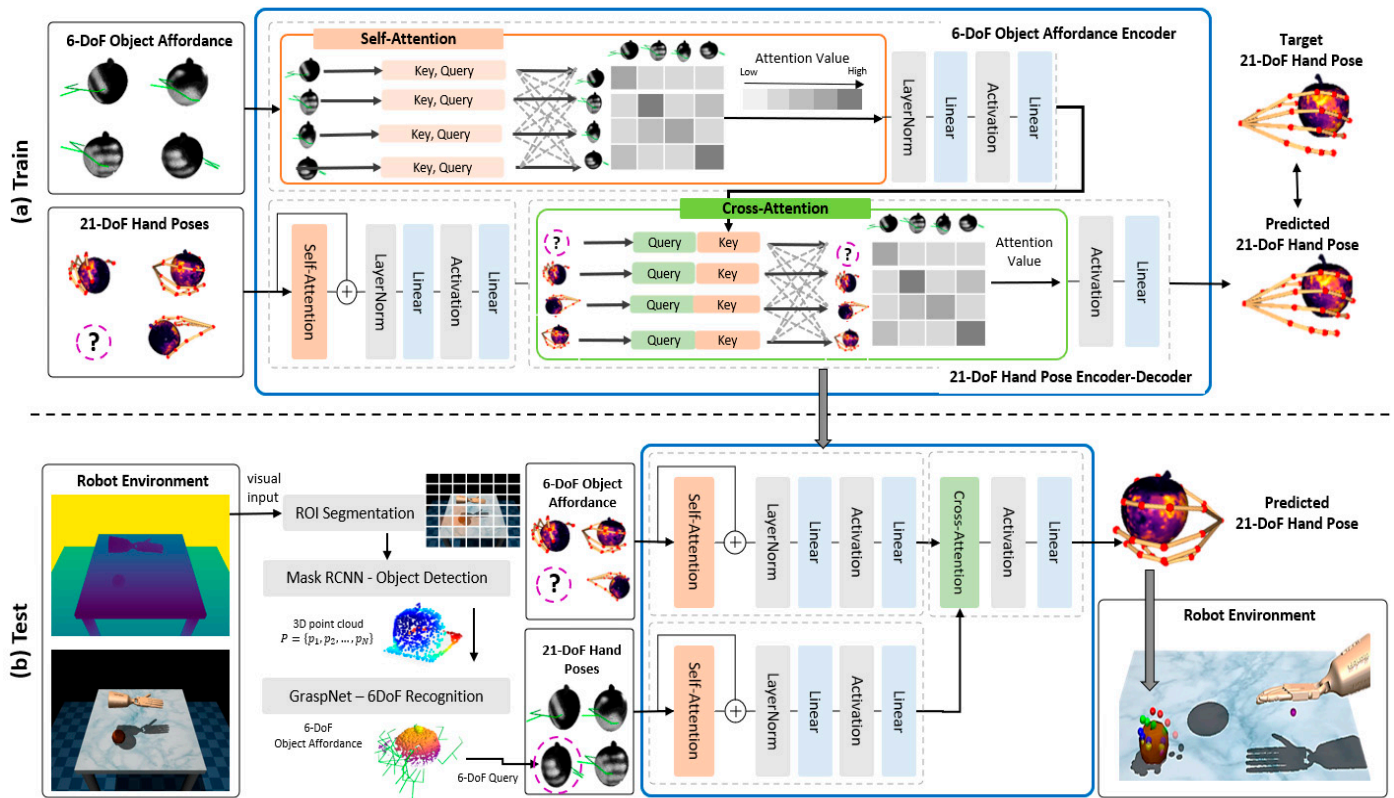 (a) Train
6-DoF Object Affordance
Self-Attention
Key, Query
Key, Query
Key, Query
Key, Query
Attention Value
Low
High
6-DoF Object Affordance Encoder
LayerNorm
Linear
Activation
Linear
Target
21-DoF Hand Pose
21-DoF Hand Poses
?
Self-Attention
+
LayerNorm
Linear
Activation
Linear
Cross-Attention
?
Query
Key
Query
Key
Query
Key
Query
Key
?
Attention
Value
Activation
Linear
21-DoF Hand Pose Encoder-Decoder
Predicted
21-DoF Hand Pose
(b) Test
Robot Environment
visual
input
ROI Segmentation
Mask RCNN - Object Detection
3D point cloud
P = {p₁, p₂, ..., p_N}
GraspNet – 6DoF Recognition
6-DoF
Object Affordance
6-DoF Query
6-DoF Object
Affordance
?
21-DoF Hand
Poses
Self-Attention
+
LayerNorm
Linear
Activation
Linear
Self-Attention
+
LayerNorm
Linear
Activation
Linear
Cross-Attention
Activation
Linear
Predicted
21-DoF Hand Pose
Robot Environment